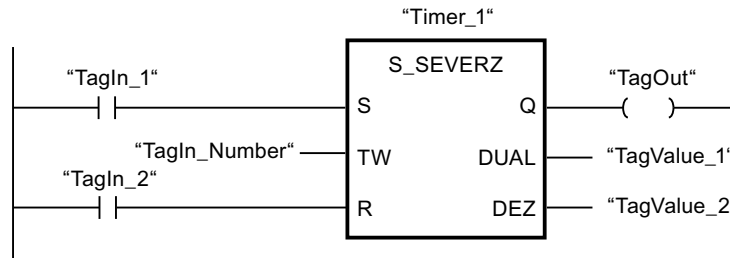 “Timer_1“
S_SEVERZ
“TagIn_1“
“TagOut“
S
Q
“TagIn_Number“
TW
DUAL
“TagValue_1“
“TagIn_2“
R
DEZ
“TagValue_2